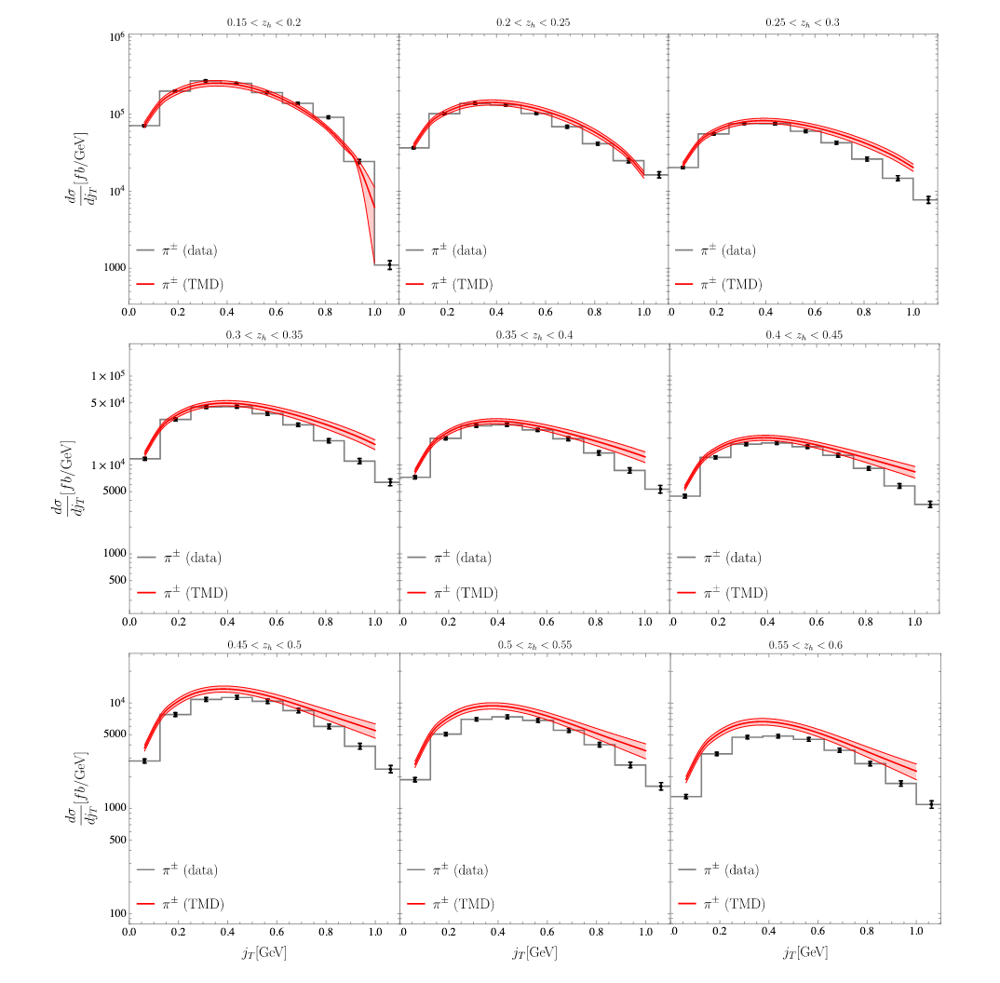 0.15 < z_h < 0.2
0.2 < z_h < 0.25
0.25 < z_h < 0.3
10^6
10^5
10^4
1000
dσ/dj_T [fb/GeV]
π^± (data)
π^± (TMD)
π^± (data)
π^± (TMD)
π^± (data)
π^± (TMD)
0.0 0.2 0.4 0.6 0.8 1.0 .0 0.2 0.4 0.6 0.8 1.0 .0 0.2 0.4 0.6 0.8 1.0
0.3 < z_h < 0.35
0.35 < z_h < 0.4
0.4 < z_h < 0.45
1 × 10^5
5 × 10^4
1 × 10^4
5000
1000
500
dσ/dj_T [fb/GeV]
π^± (data)
π^± (TMD)
π^± (data)
π^± (TMD)
π^± (data)
π^± (TMD)
0.0 0.2 0.4 0.6 0.8 1.0 .0 0.2 0.4 0.6 0.8 1.0 .0 0.2 0.4 0.6 0.8 1.0
0.45 < z_h < 0.5
0.5 < z_h < 0.55
0.55 < z_h < 0.6
10^4
5000
1000
500
100
dσ/dj_T [fb/GeV]
π^± (data)
π^± (TMD)
π^± (data)
π^± (TMD)
π^± (data)
π^± (TMD)
0.0 0.2 0.4 0.6 0.8 1.0 .0 0.2 0.4 0.6 0.8 1.0 .0 0.2 0.4 0.6 0.8 1.0
j_T[GeV]
j_T[GeV]
j_T[GeV]